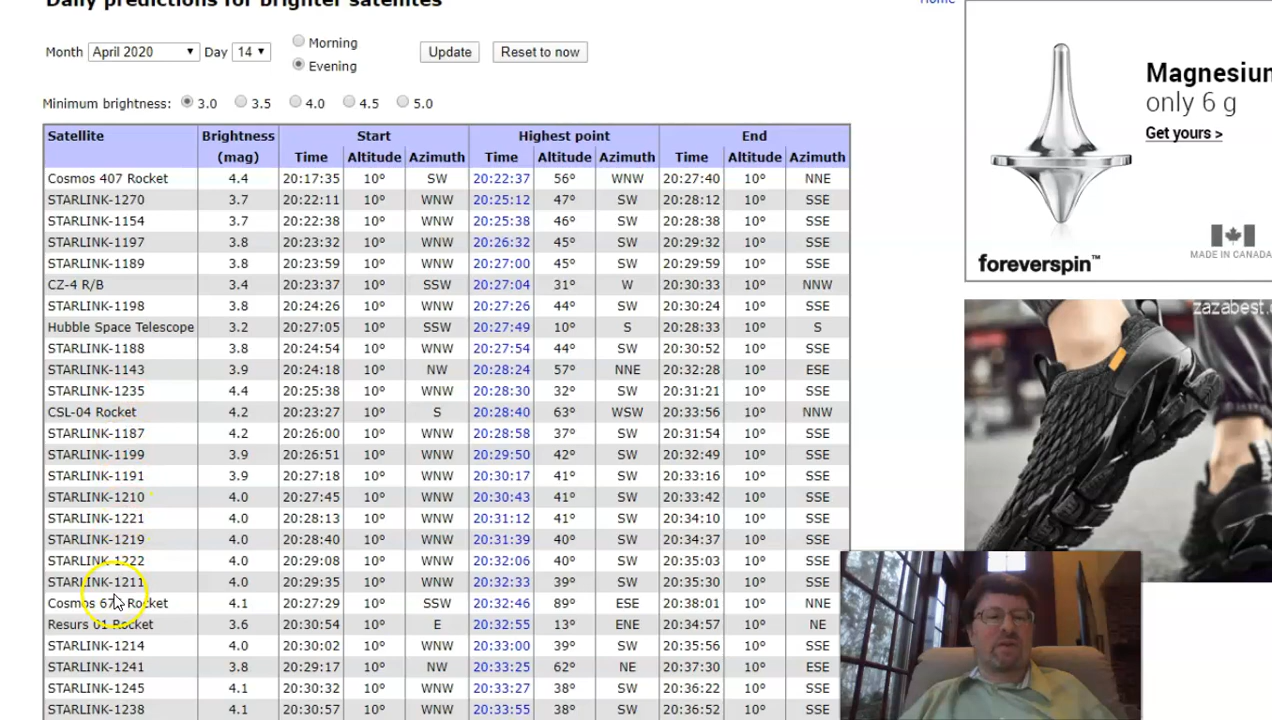 Daily predictions for brighter satellites
Home
Month April 2020 Day 14 Morning Evening Update Reset to now
Minimum brightness: 3.0 3.5 4.0 4.5 5.0
Satellite Brightness (mag) Start Highest point End
Time Altitude Azimuth Time Altitude Azimuth Time Altitude Azimuth
Cosmos 407 Rocket 4.4 20:17:35 10° SW 20:22:37 56° WNW 20:27:40 10° NNE
STARLINK-1270 3.7 20:22:11 10° WNW 20:25:12 47° SW 20:28:12 10° SSE
STARLINK-1154 3.7 20:22:38 10° WNW 20:25:38 46° SW 20:28:38 10° SSE
STARLINK-1197 3.8 20:23:32 10° WNW 20:26:32 45° SW 20:29:32 10° SSE
STARLINK-1189 3.8 20:23:59 10° WNW 20:27:00 45° SW 20:29:59 10° SSE
CZ-4 R/B 3.4 20:23:37 10° SSW 20:27:04 31° W 20:30:33 10° NNW
STARLINK-1198 3.8 20:24:26 10° WNW 20:27:26 44° SW 20:30:24 10° SSE
Hubble Space Telescope 3.2 20:27:05 10° SSW 20:27:49 10° S 20:28:33 10° S
STARLINK-1188 3.8 20:24:54 10° WNW 20:27:54 44° SW 20:30:52 10° SSE
STARLINK-1143 3.9 20:24:18 10° NW 20:28:24 57° NNE 20:32:28 10° ESE
STARLINK-1235 4.4 20:25:38 10° WNW 20:28:30 32° SW 20:31:21 10° SSE
CSL-04 Rocket 4.2 20:23:27 10° S 20:28:40 63° WSW 20:33:56 10° NNW
STARLINK-1187 4.2 20:26:00 10° WNW 20:28:58 37° SW 20:31:54 10° SSE
STARLINK-1199 3.9 20:26:51 10° WNW 20:29:50 42° SW 20:32:49 10° SSE
STARLINK-1191 3.9 20:27:18 10° WNW 20:30:17 41° SW 20:33:16 10° SSE
STARLINK-1210 4.0 20:27:45 10° WNW 20:30:43 41° SW 20:33:42 10° SSE
STARLINK-1221 4.0 20:28:13 10° WNW 20:31:12 41° SW 20:34:10 10° SSE
STARLINK-1219 4.0 20:28:40 10° WNW 20:31:39 40° SW 20:34:37 10° SSE
STARLINK-1222 4.0 20:29:08 10° WNW 20:32:06 40° SW 20:35:03 10° SSE
STARLINK-1211 4.0 20:29:35 10° WNW 20:32:33 39° SW 20:35:30 10° SSE
Cosmos Rocket 4.1 20:27:29 10° SSW 20:32:46 89° ESE 20:38:01 10° NNE
Resurs 01 Rocket 3.6 20:30:54 10° E 20:32:55 13° ENE 20:34:57 10° NE
STARLINK-1214 4.0 20:30:02 10° WNW 20:33:00 39° SW 20:35:56 10° SSE
STARLINK-1241 3.8 20:29:17 10° NW 20:33:25 62° NE 20:37:30 10° ESE
STARLINK-1245 4.1 20:30:32 10° WNW 20:33:27 38° SW 20:36:22 10° SSE
STARLINK-1238 4.1 20:30:57 10° WNW 20:33:55 38° SW 20:36:52 10° SSE
Magnesium
only 6 g
Get yours >
MADE IN CANADA
foreverspin™
zazabest.